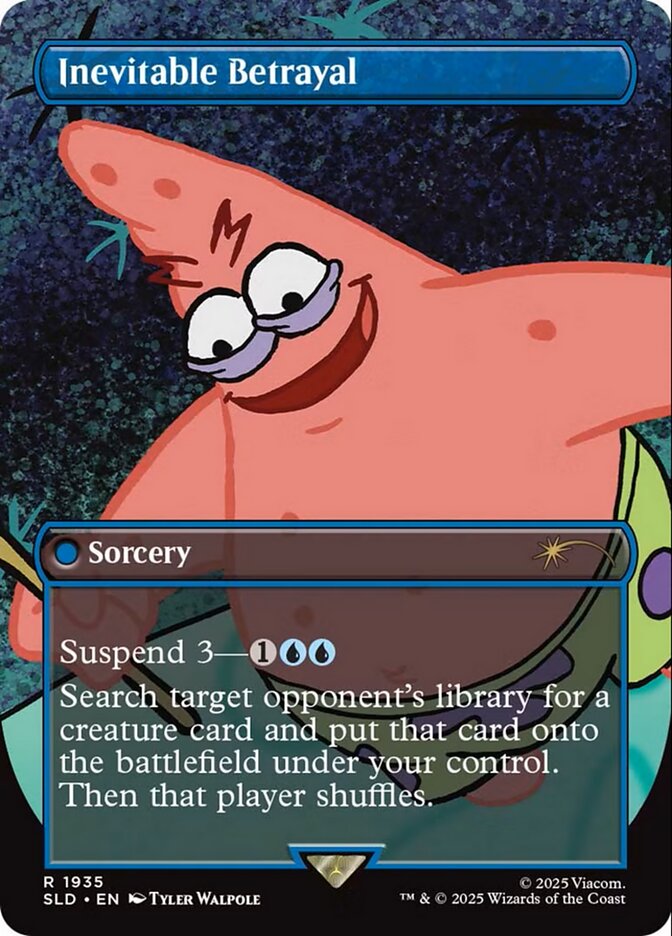 Inevitable Betrayal
Sorcery
Suspend 3—1
Search target opponent's library for a
creature card and put that card onto
the battlefield under your control.
Then that player shuffles.
R 1935
SLD • EN Tyler Walpole
© 2025 Viacom.
™ & © 2025 Wizards of the Coast